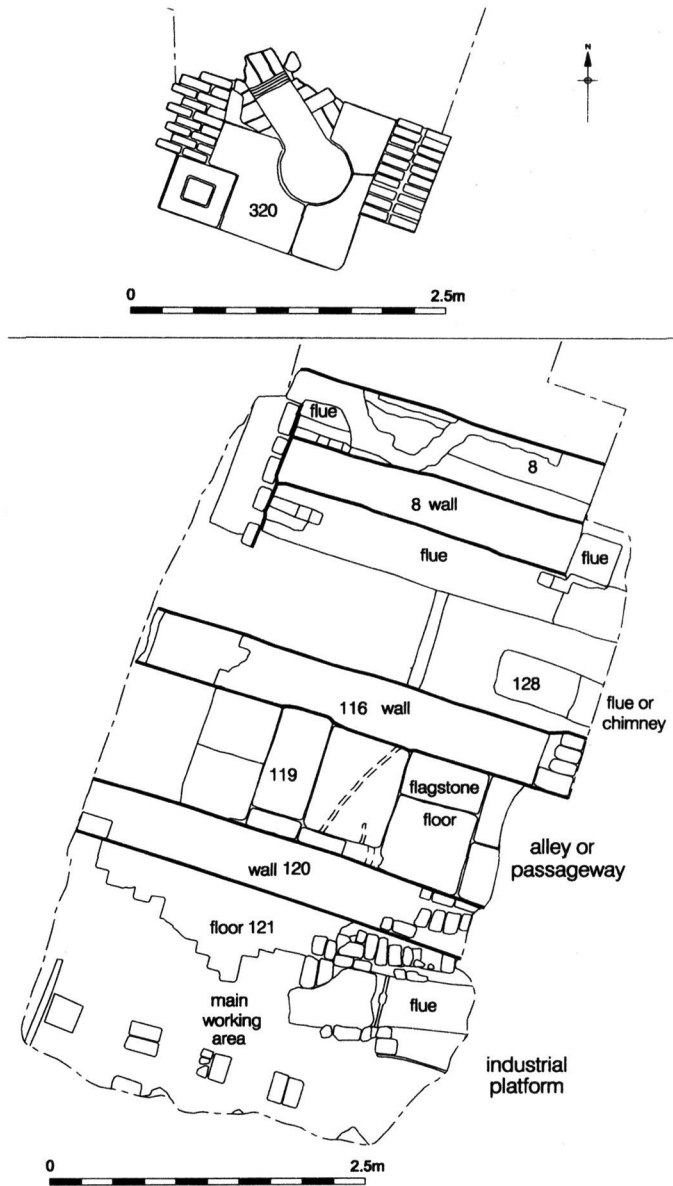 N
320
0 2.5m
flue
8
8 wall
flue
flue
128
116 wall
flue or
chimney
119
flagstone
floor
alley or
passageway
wall 120
floor 121
main
working
area
flue
industrial
platform
0 2.5m